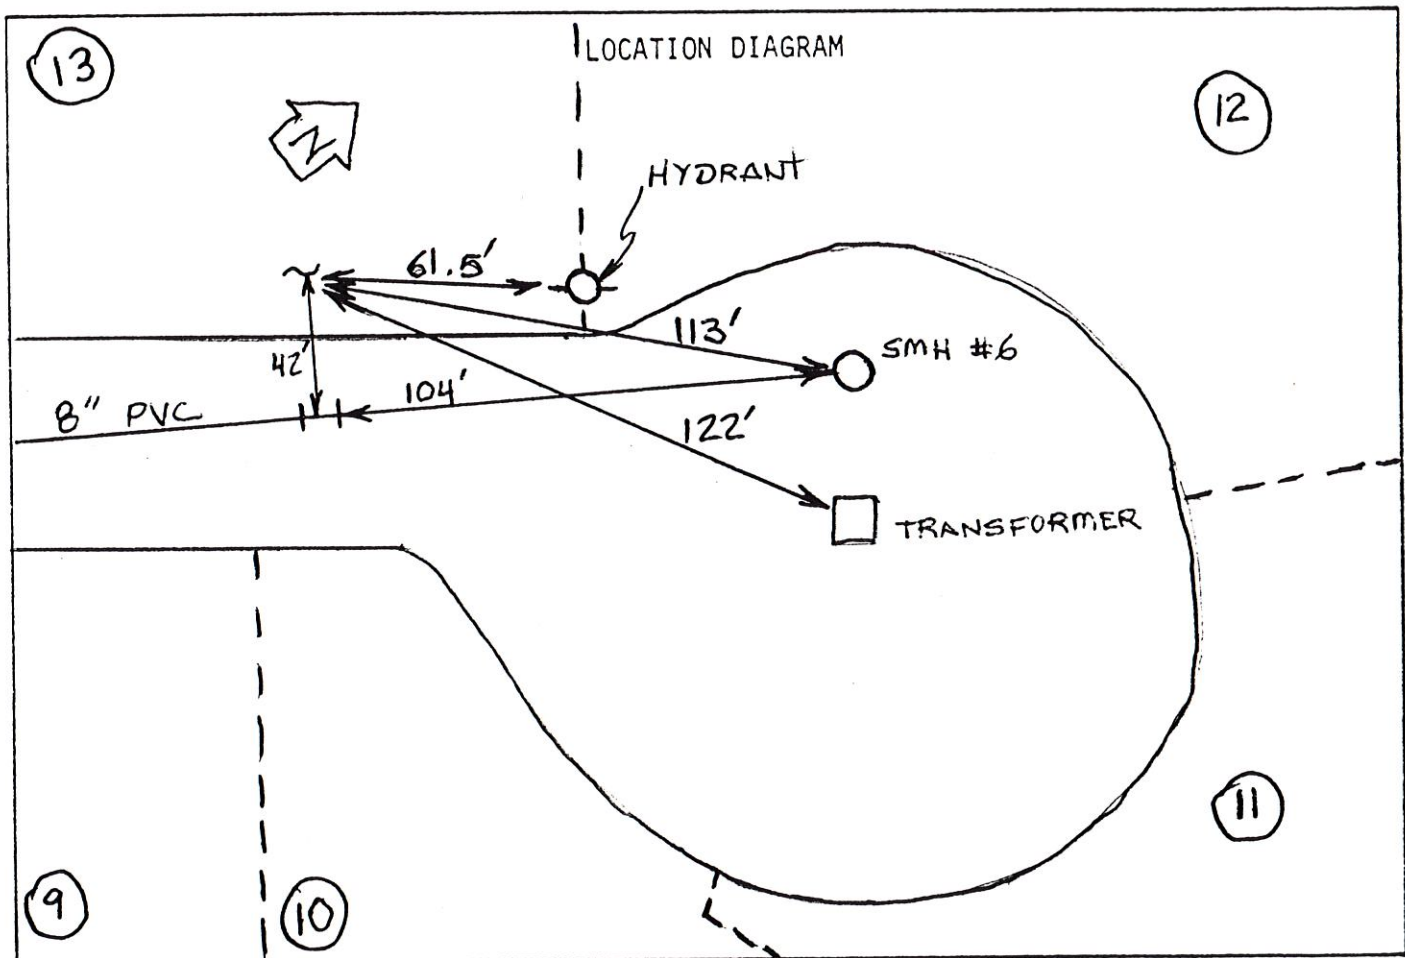 LOCATION DIAGRAM
13
12
N
HYDRANT
61.5'
113'
SMH #6
42'
104'
8" PVC
122'
TRANSFORMER
11
9
10